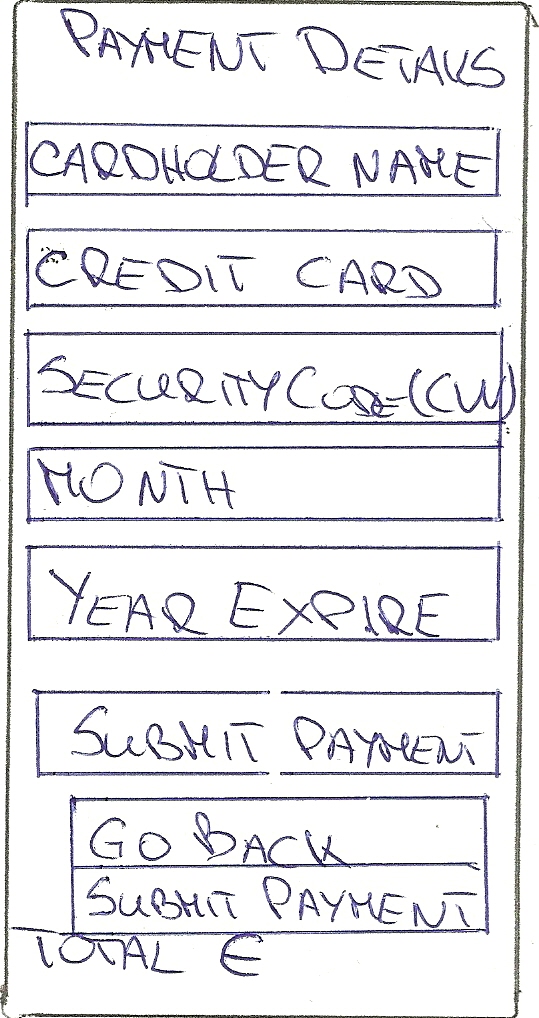 PAYMENT DETAILS
CARDHOLDER NAME
CREDIT CARD
SECURITY CODE (CVV)
MONTH
YEAR EXPIRE
SUBMIT PAYMENT
GO BACK
SUBMIT PAYMENT
TOTAL €